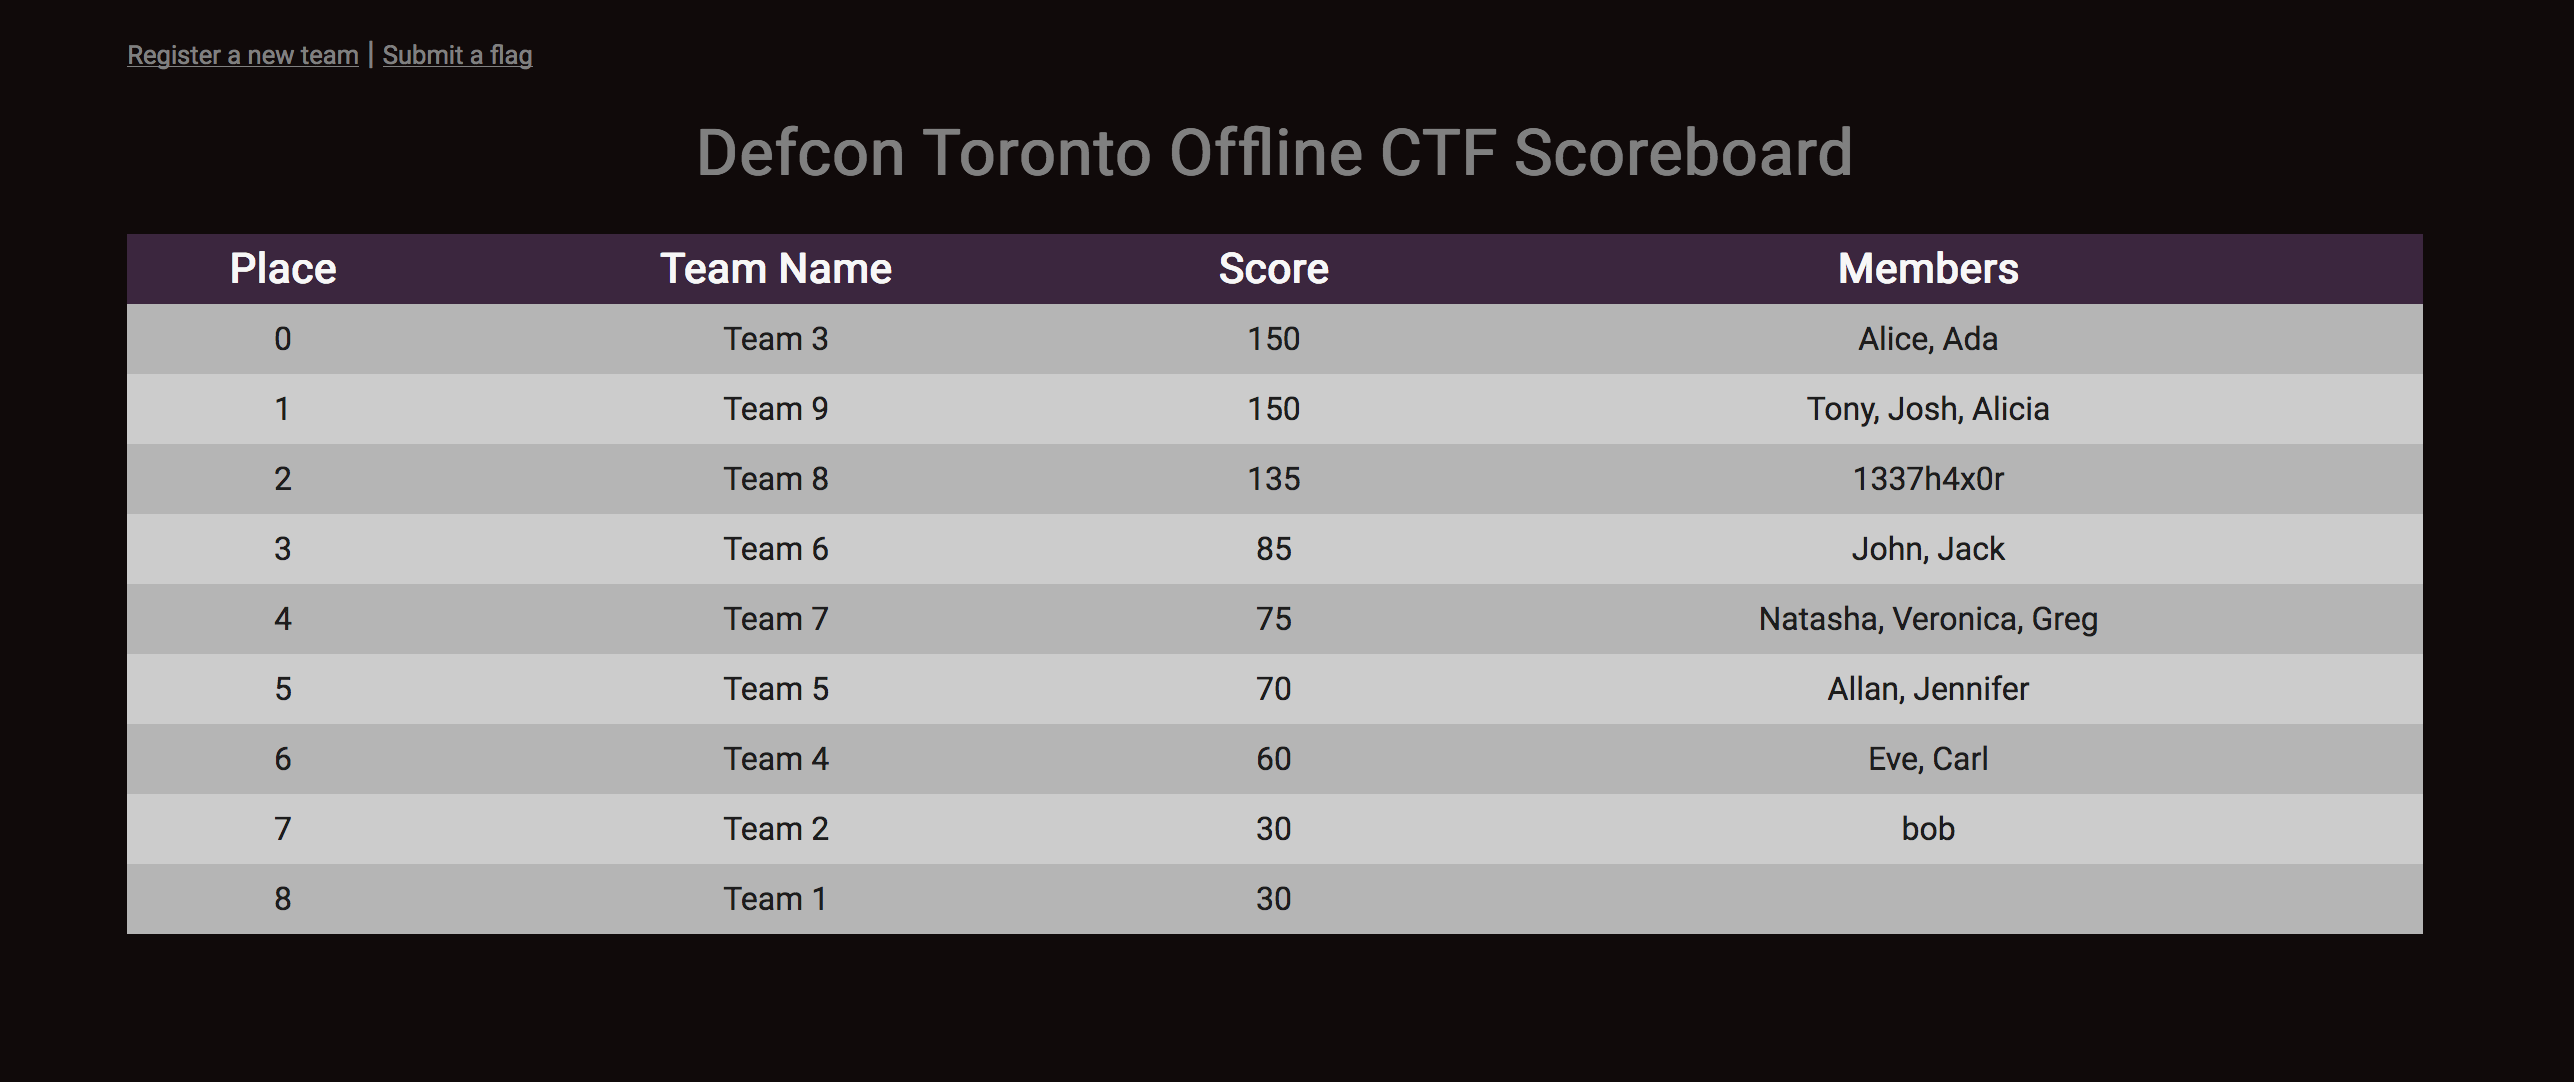 Register a new team | Submit a flag
Defcon Toronto Offline CTF Scoreboard
Place Team Name Score Members
0 Team 3 150 Alice, Ada
1 Team 9 150 Tony, Josh, Alicia
2 Team 8 135 1337h4x0r
3 Team 6 85 John, Jack
4 Team 7 75 Natasha, Veronica, Greg
5 Team 5 70 Allan, Jennifer
6 Team 4 60 Eve, Carl
7 Team 2 30 bob
8 Team 1 30